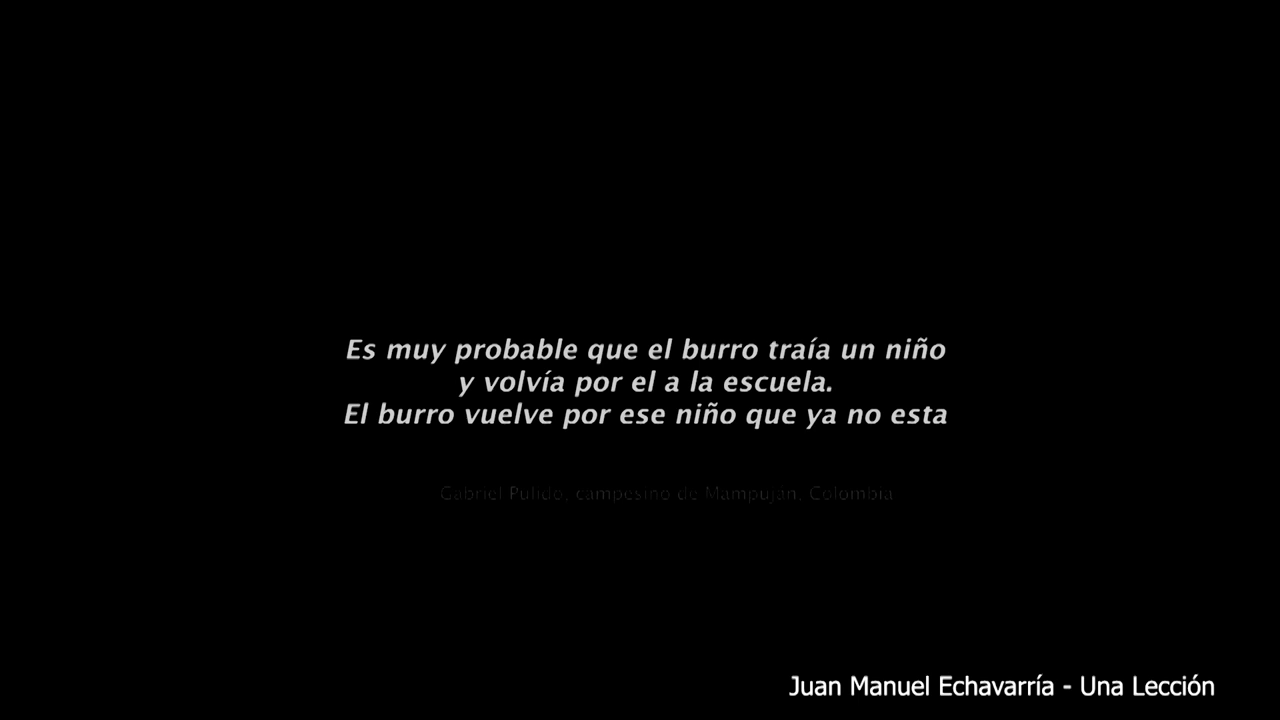 Es muy probable que el burro traía un niño
y volvía por el a la escuela.
El burro vuelve por ese niño que ya no esta
Gabriel Pulido, campesino de Mampuján, Colombia
Juan Manuel Echavarría - Una Lección